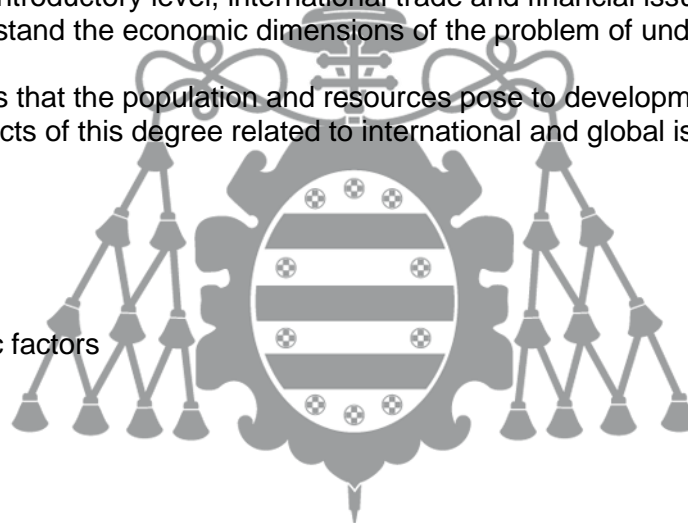 introductory level, international trade and financial issu
stand the economic dimensions of the problem of und
s that the population and resources pose to developm
cts of this degree related to international and global is
c factors